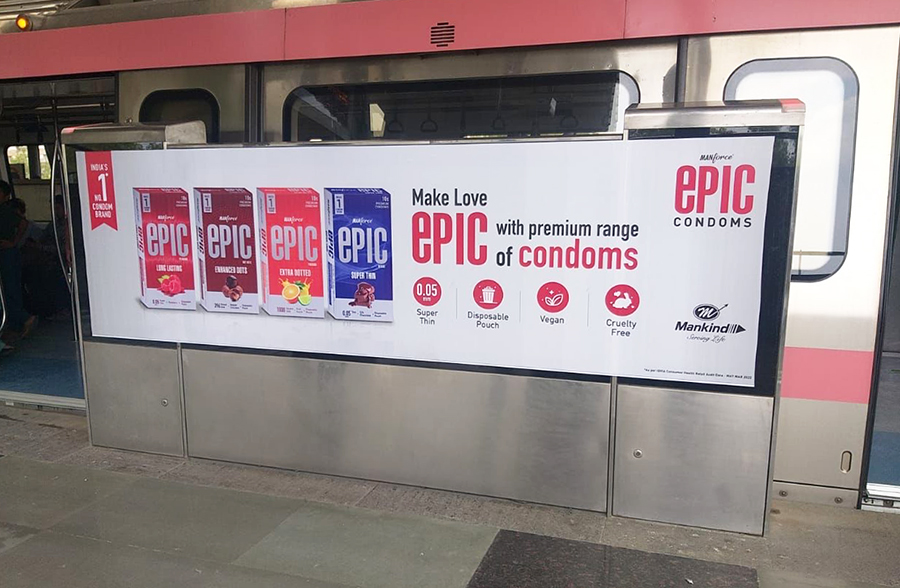 INDIA'S
No. 1*
CONDOM
BRAND
MANforce
epic
LONG LASTING
MANforce
epic
ENHANCED DOTS
MANforce
epic
EXTRA DOTTED
MANforce
epic
SUPER THIN
Make Love
epic with premium range
of condoms
0.05
mm
Super
Thin
Disposable
Pouch
Vegan
Cruelty
Free
MANforce
epic
CONDOMS
M
Mankind
Serving Life